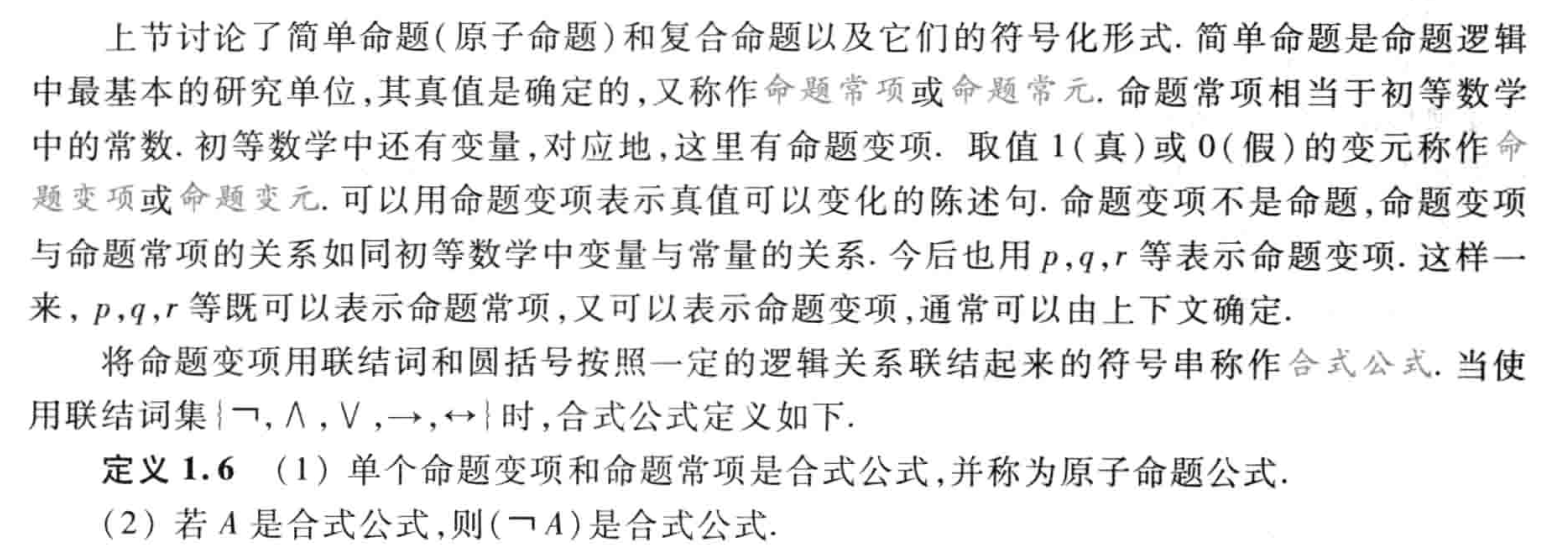 上节讨论了简单命题(原子命题)和复合命题以及它们的符号化形式. 简单命题是命题逻辑
中最基本的研究单位,其真值是确定的,又称作命题常项或命题常元. 命题常项相当于初等数学
中的常数. 初等数学中还有变量,对应地,这里有命题变项. 取值 1(真)或 0(假)的变元称作命
题变项或命题变元. 可以用命题变项表示真值可以变化的陈述句. 命题变项不是命题,命题变项
与命题常项的关系如同初等数学中变量与常量的关系. 今后也用 p,q,r 等表示命题变项. 这样一
来, p,q,r 等既可以表示命题常项,又可以表示命题变项,通常可以由上下文确定.
将命题变项用联结词和圆括号按照一定的逻辑关系联结起来的符号串称作合式公式. 当使
用联结词集{¬,∧,∨,→,↔}时,合式公式定义如下.
定义 1.6 (1) 单个命题变项和命题常项是合式公式,并称为原子命题公式.
(2) 若 A 是合式公式,则(¬A)是合式公式.